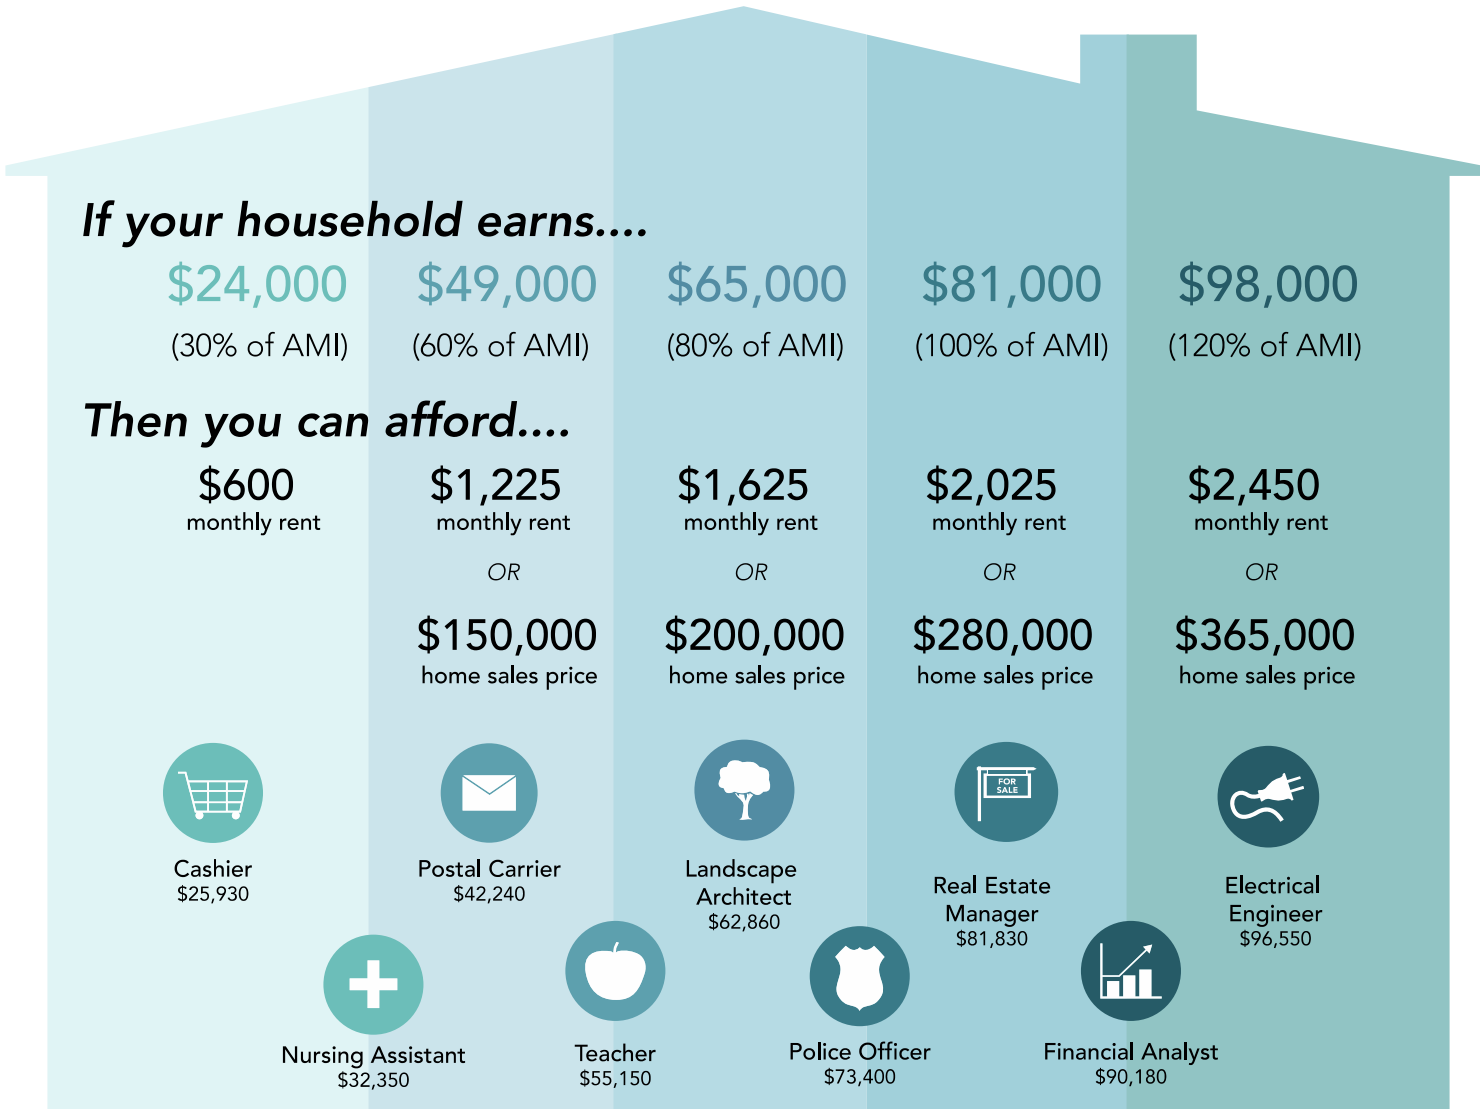 If your household earns....
$24,000 $49,000 $65,000 $81,000 $98,000
(30% of AMI) (60% of AMI) (80% of AMI) (100% of AMI) (120% of AMI)
Then you can afford....
$600 $1,225 $1,625 $2,025 $2,450
monthly rent monthly rent monthly rent monthly rent monthly rent
OR OR OR OR
$150,000 $200,000 $280,000 $365,000
home sales price home sales price home sales price home sales price
FOR
SALE
Cashier
$25,930
Postal Carrier
$42,240
Landscape
Architect
$62,860
Real Estate
Manager
$81,830
Electrical
Engineer
$96,550
Nursing Assistant
$32,350
Teacher
$55,150
Police Officer
$73,400
Financial Analyst
$90,180